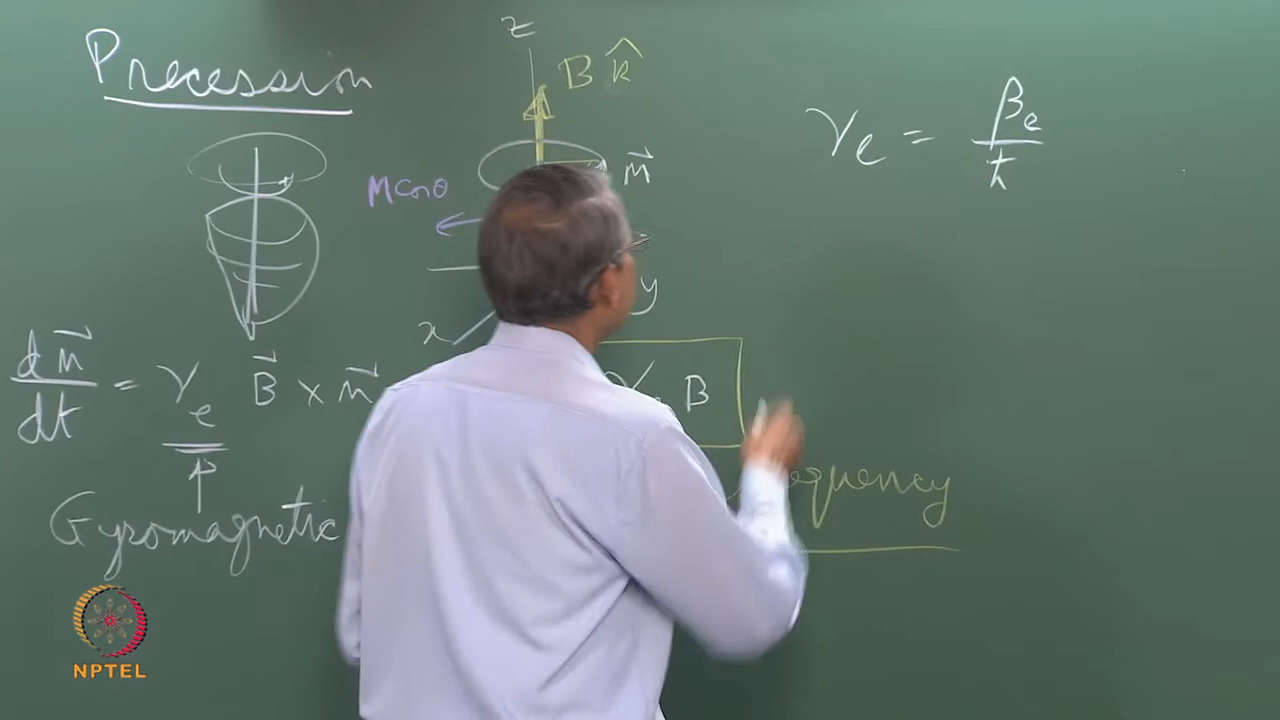 Precession
z
B k̂
M⃗
M cos θ
y
x
dM⃗/dt = γe B⃗ × M⃗
B
Gyromagnetic
γe = βe/ħ
NPTEL